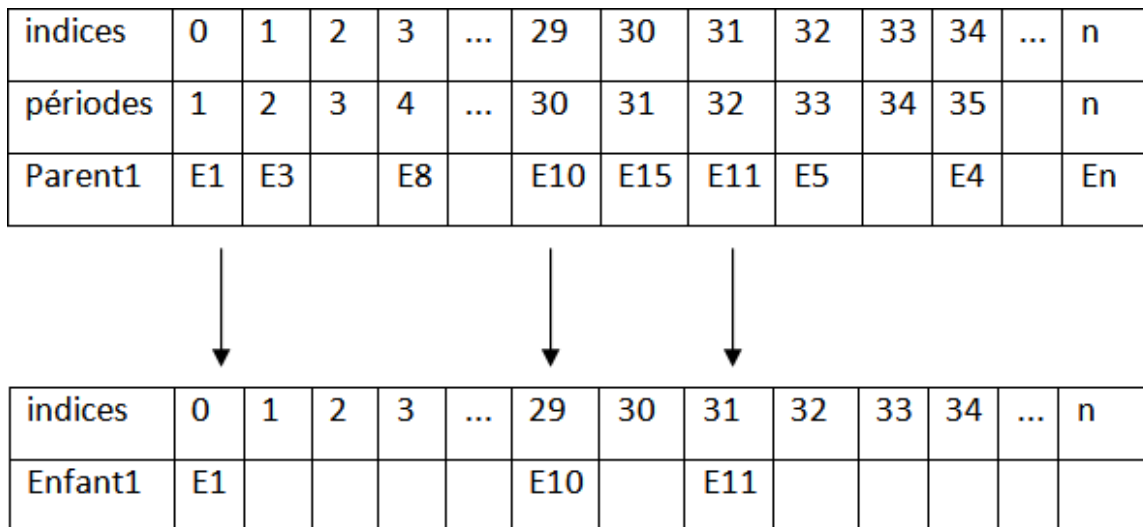 indices 0 1 2 3 ... 29 30 31 32 33 34 ... n
périodes 1 2 3 4 ... 30 31 32 33 34 35 n
Parent1 E1 E3 E8 E10 E15 E11 E5 E4 En
indices 0 1 2 3 ... 29 30 31 32 33 34 ... n
Enfant1 E1 E10 E11